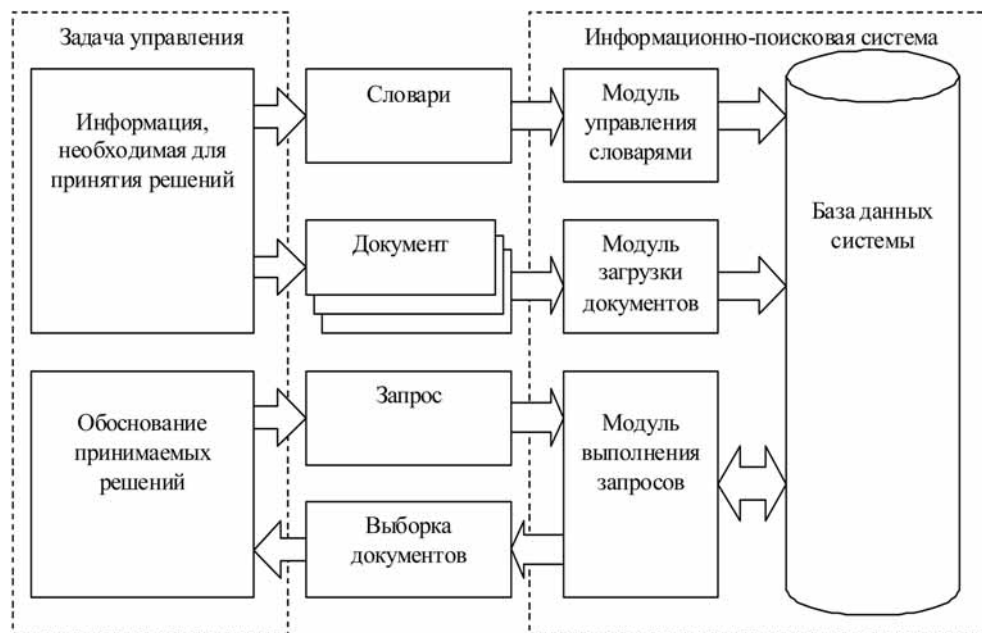 Задача управления
Информационно-поисковая система
Информация,
необходимая для
принятия решений
Словари
Модуль
управления
словарями
База данных
системы
Документ
Модуль
загрузки
документов
Обоснование
принимаемых
решений
Запрос
Модуль
выполнения
запросов
Выборка
документов